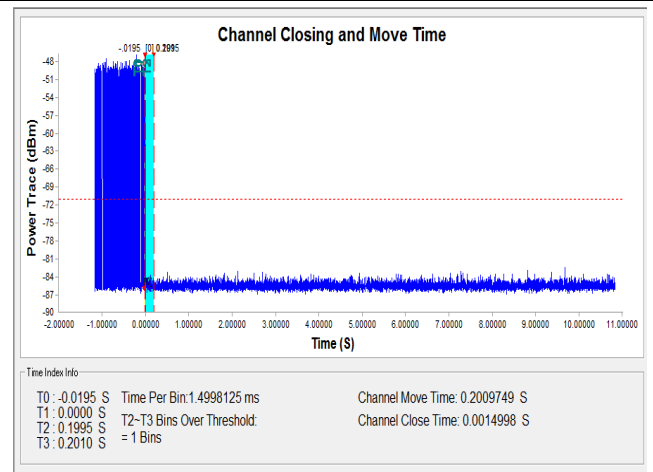 Channel Closing and Move Time
-.0195
-48
-51
-54
-57
-60
-63
-66
-69
-72
-75
-78
-81
-84
-87
-90
Power Trace (dBm)
-2.00000 -1.00000 0.00000 1.00000 2.00000 3.00000 4.00000 5.00000 6.00000 7.00000 8.00000 9.00000 10.00000 11.00000
Time (S)
Time Index Info
T0 : -0.0195 S Time Per Bin:1.4998125 ms Channel Move Time: 0.2009749 S
T1 : 0.0000 S
T2 : 0.1995 S T2~T3 Bins Over Threshold: Channel Close Time: 0.0014998 S
T3 : 0.2010 S = 1 Bins